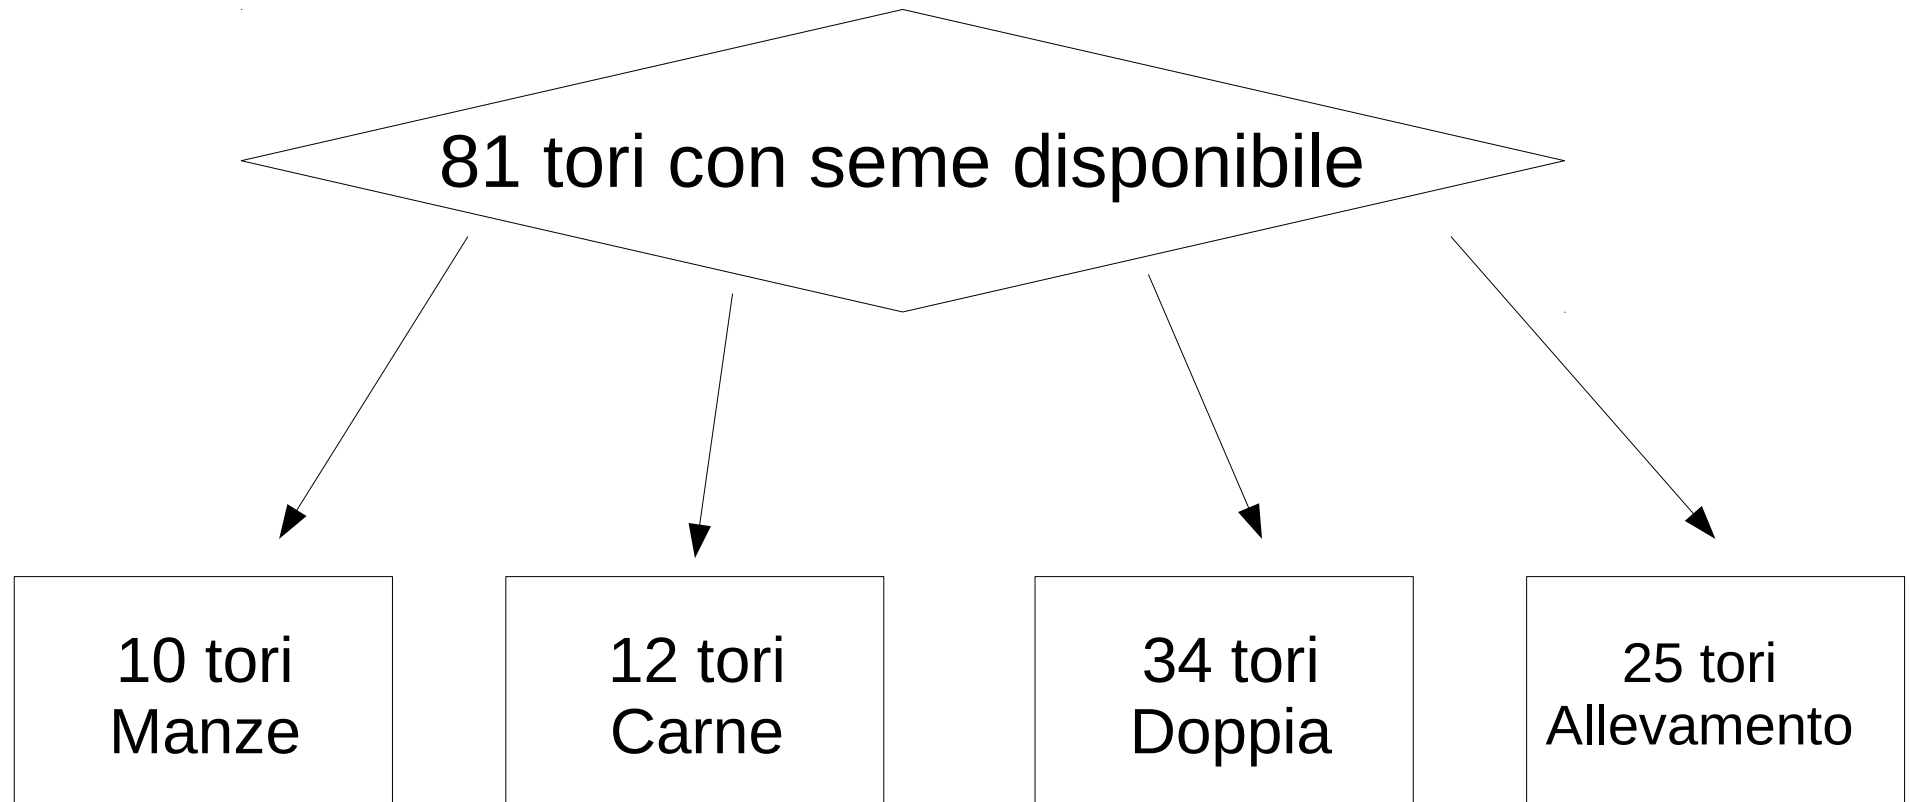 81 tori con seme disponibile
10 tori
Manze
12 tori
Carne
34 tori
Doppia
25 tori
Allevamento